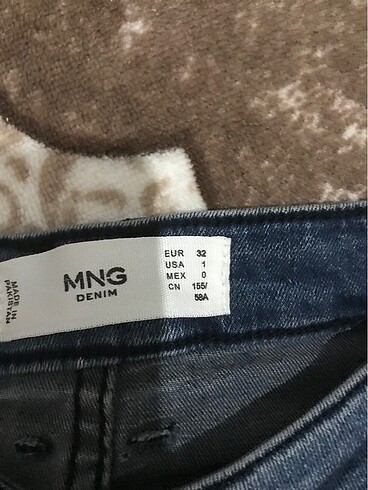 MADE IN
PAKISTAN
MNG
DENIM
EUR 32
USA 1
MEX 0
CN 155/
58A